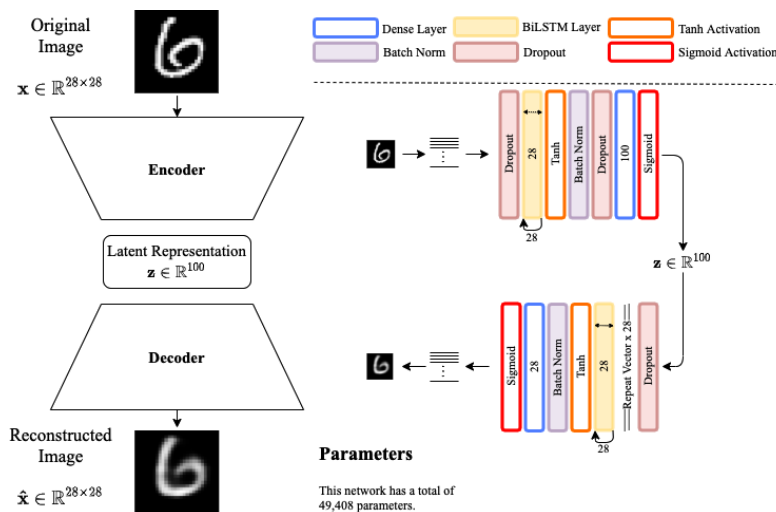 Original
Image
x ∈ ℝ^{28×28}
Encoder
Latent Representation
z ∈ ℝ^{100}
Decoder
Reconstructed
Image
x̂ ∈ ℝ^{28×28}
Dense Layer
BiLSTM Layer
Tanh Activation
Batch Norm
Dropout
Sigmoid Activation
Dropout
28
Tanh
Batch Norm
Dropout
100
Sigmoid
28
z ∈ ℝ^{100}
Sigmoid
28
Batch Norm
Tanh
28
Repeat Vector x 28
Dropout
28
Parameters
This network has a total of
49,408 parameters.